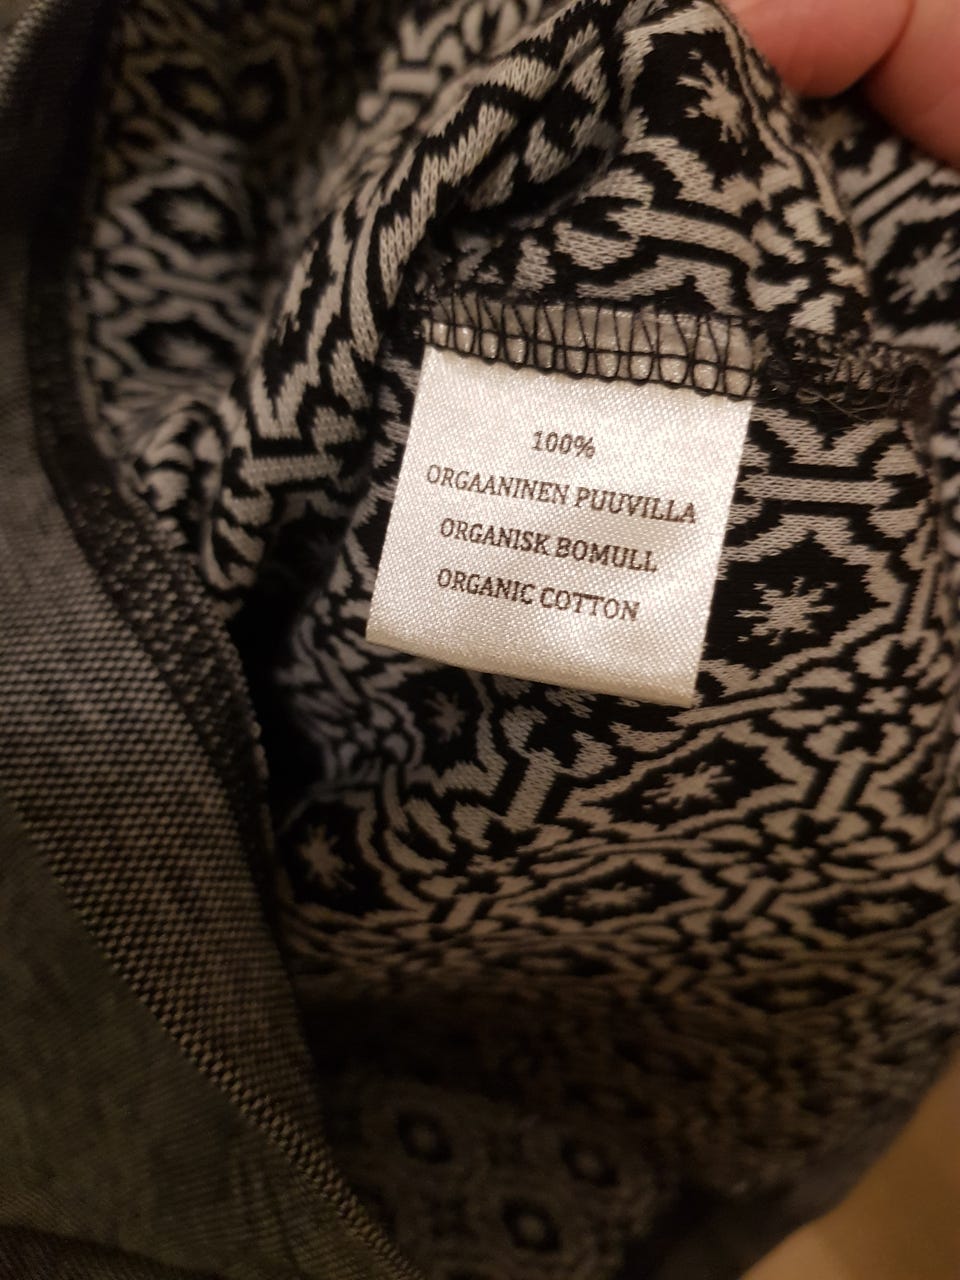 100%
ORGAANINEN PUUVILLA
ORGANISK BOMULL
ORGANIC COTTON